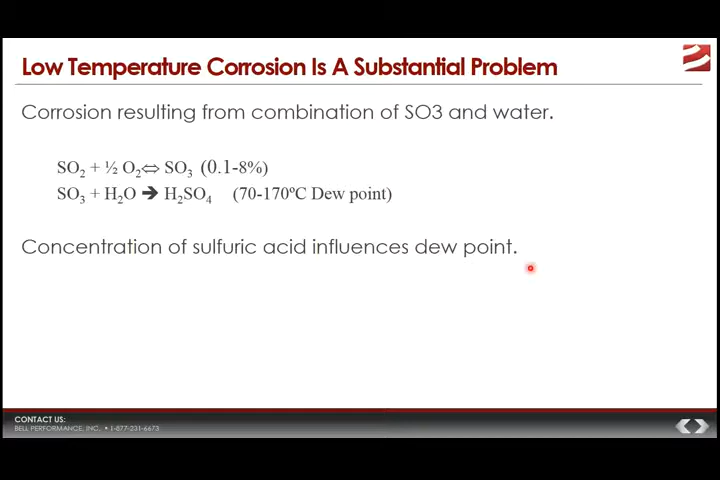 Low Temperature Corrosion Is A Substantial Problem
Corrosion resulting from combination of SO3 and water.
SO₂ + ½ O₂⇔ SO₃ (0.1-8%)
SO₃ + H₂O ➔ H₂SO₄ (70-170ºC Dew point)
Concentration of sulfuric acid influences dew point.
CONTACT US:
BELL PERFORMANCE, INC., • 1-877-231-6673